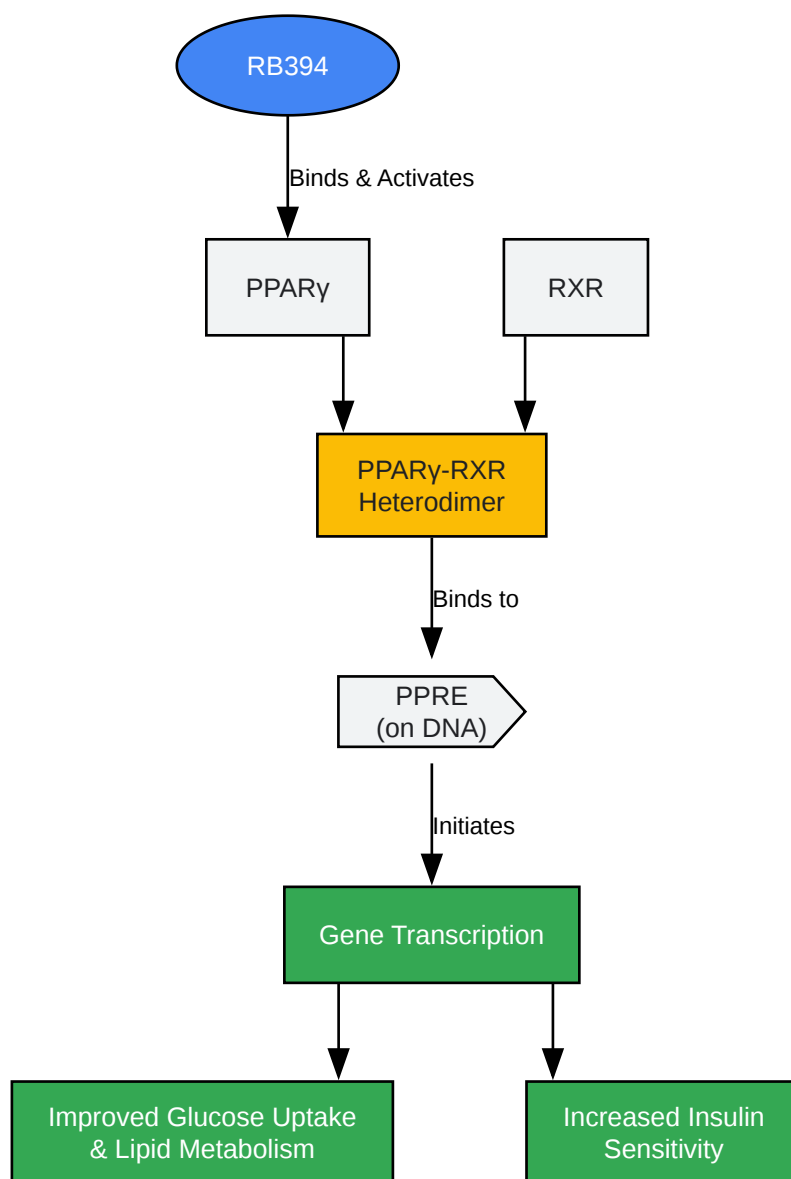 RB394
Binds & Activates
PPARγ
RXR
PPARγ-RXR
Heterodimer
Binds to
PPRE
(on DNA)
Initiates
Gene Transcription
Improved Glucose Uptake
& Lipid Metabolism
Increased Insulin
Sensitivity